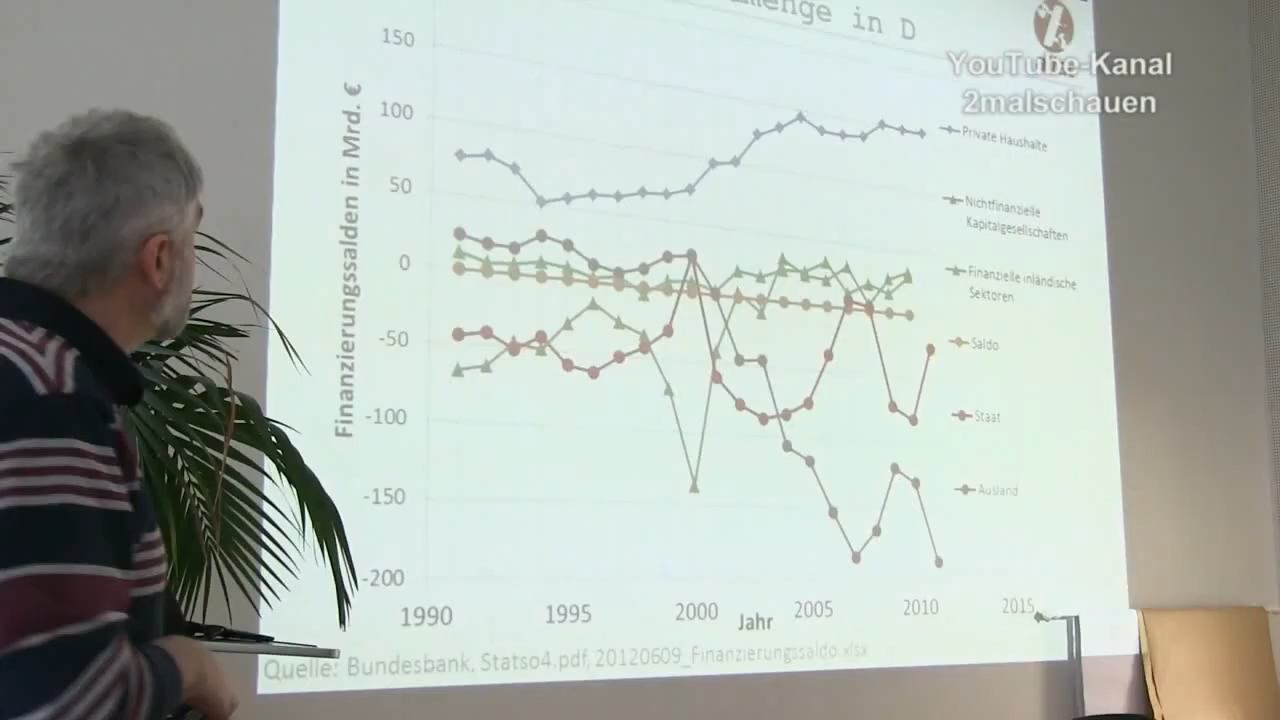 in D
YouTube-Kanal
2malschauen
Finanzierungssalden in Mrd. €
150
100
50
0
-50
-100
-150
-200
1990
1995
2000
2005
2010
2015
Jahr
Private Haushalte
Nichtfinanzielle
Kapitalgesellschaften
Finanzielle inländische
Sektoren
Saldo
Staat
Ausland
Quelle: Bundesbank, Statso4.pdf, 20120609_Finanzierungssaldo.xlsx